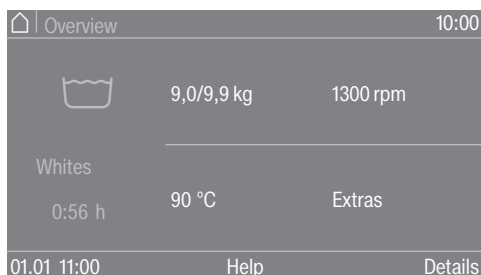 Overview 10:00
9,0/9,9 kg 1300 rpm
Whites
0:56 h
90 °C Extras
01.01 11:00 Help Details